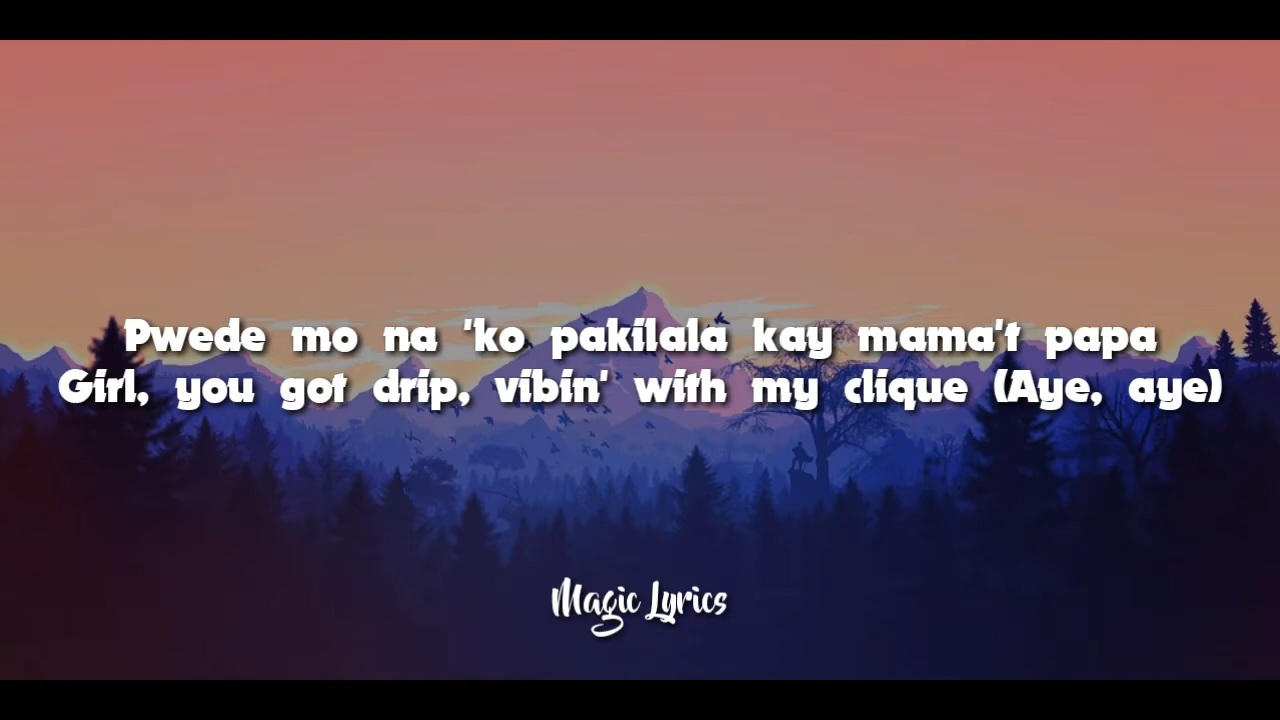 Pwede mo na 'ko pakilala kay mama't papa
Girl, you got drip, vibin' with my clique (Aye, aye)
Magic Lyrics